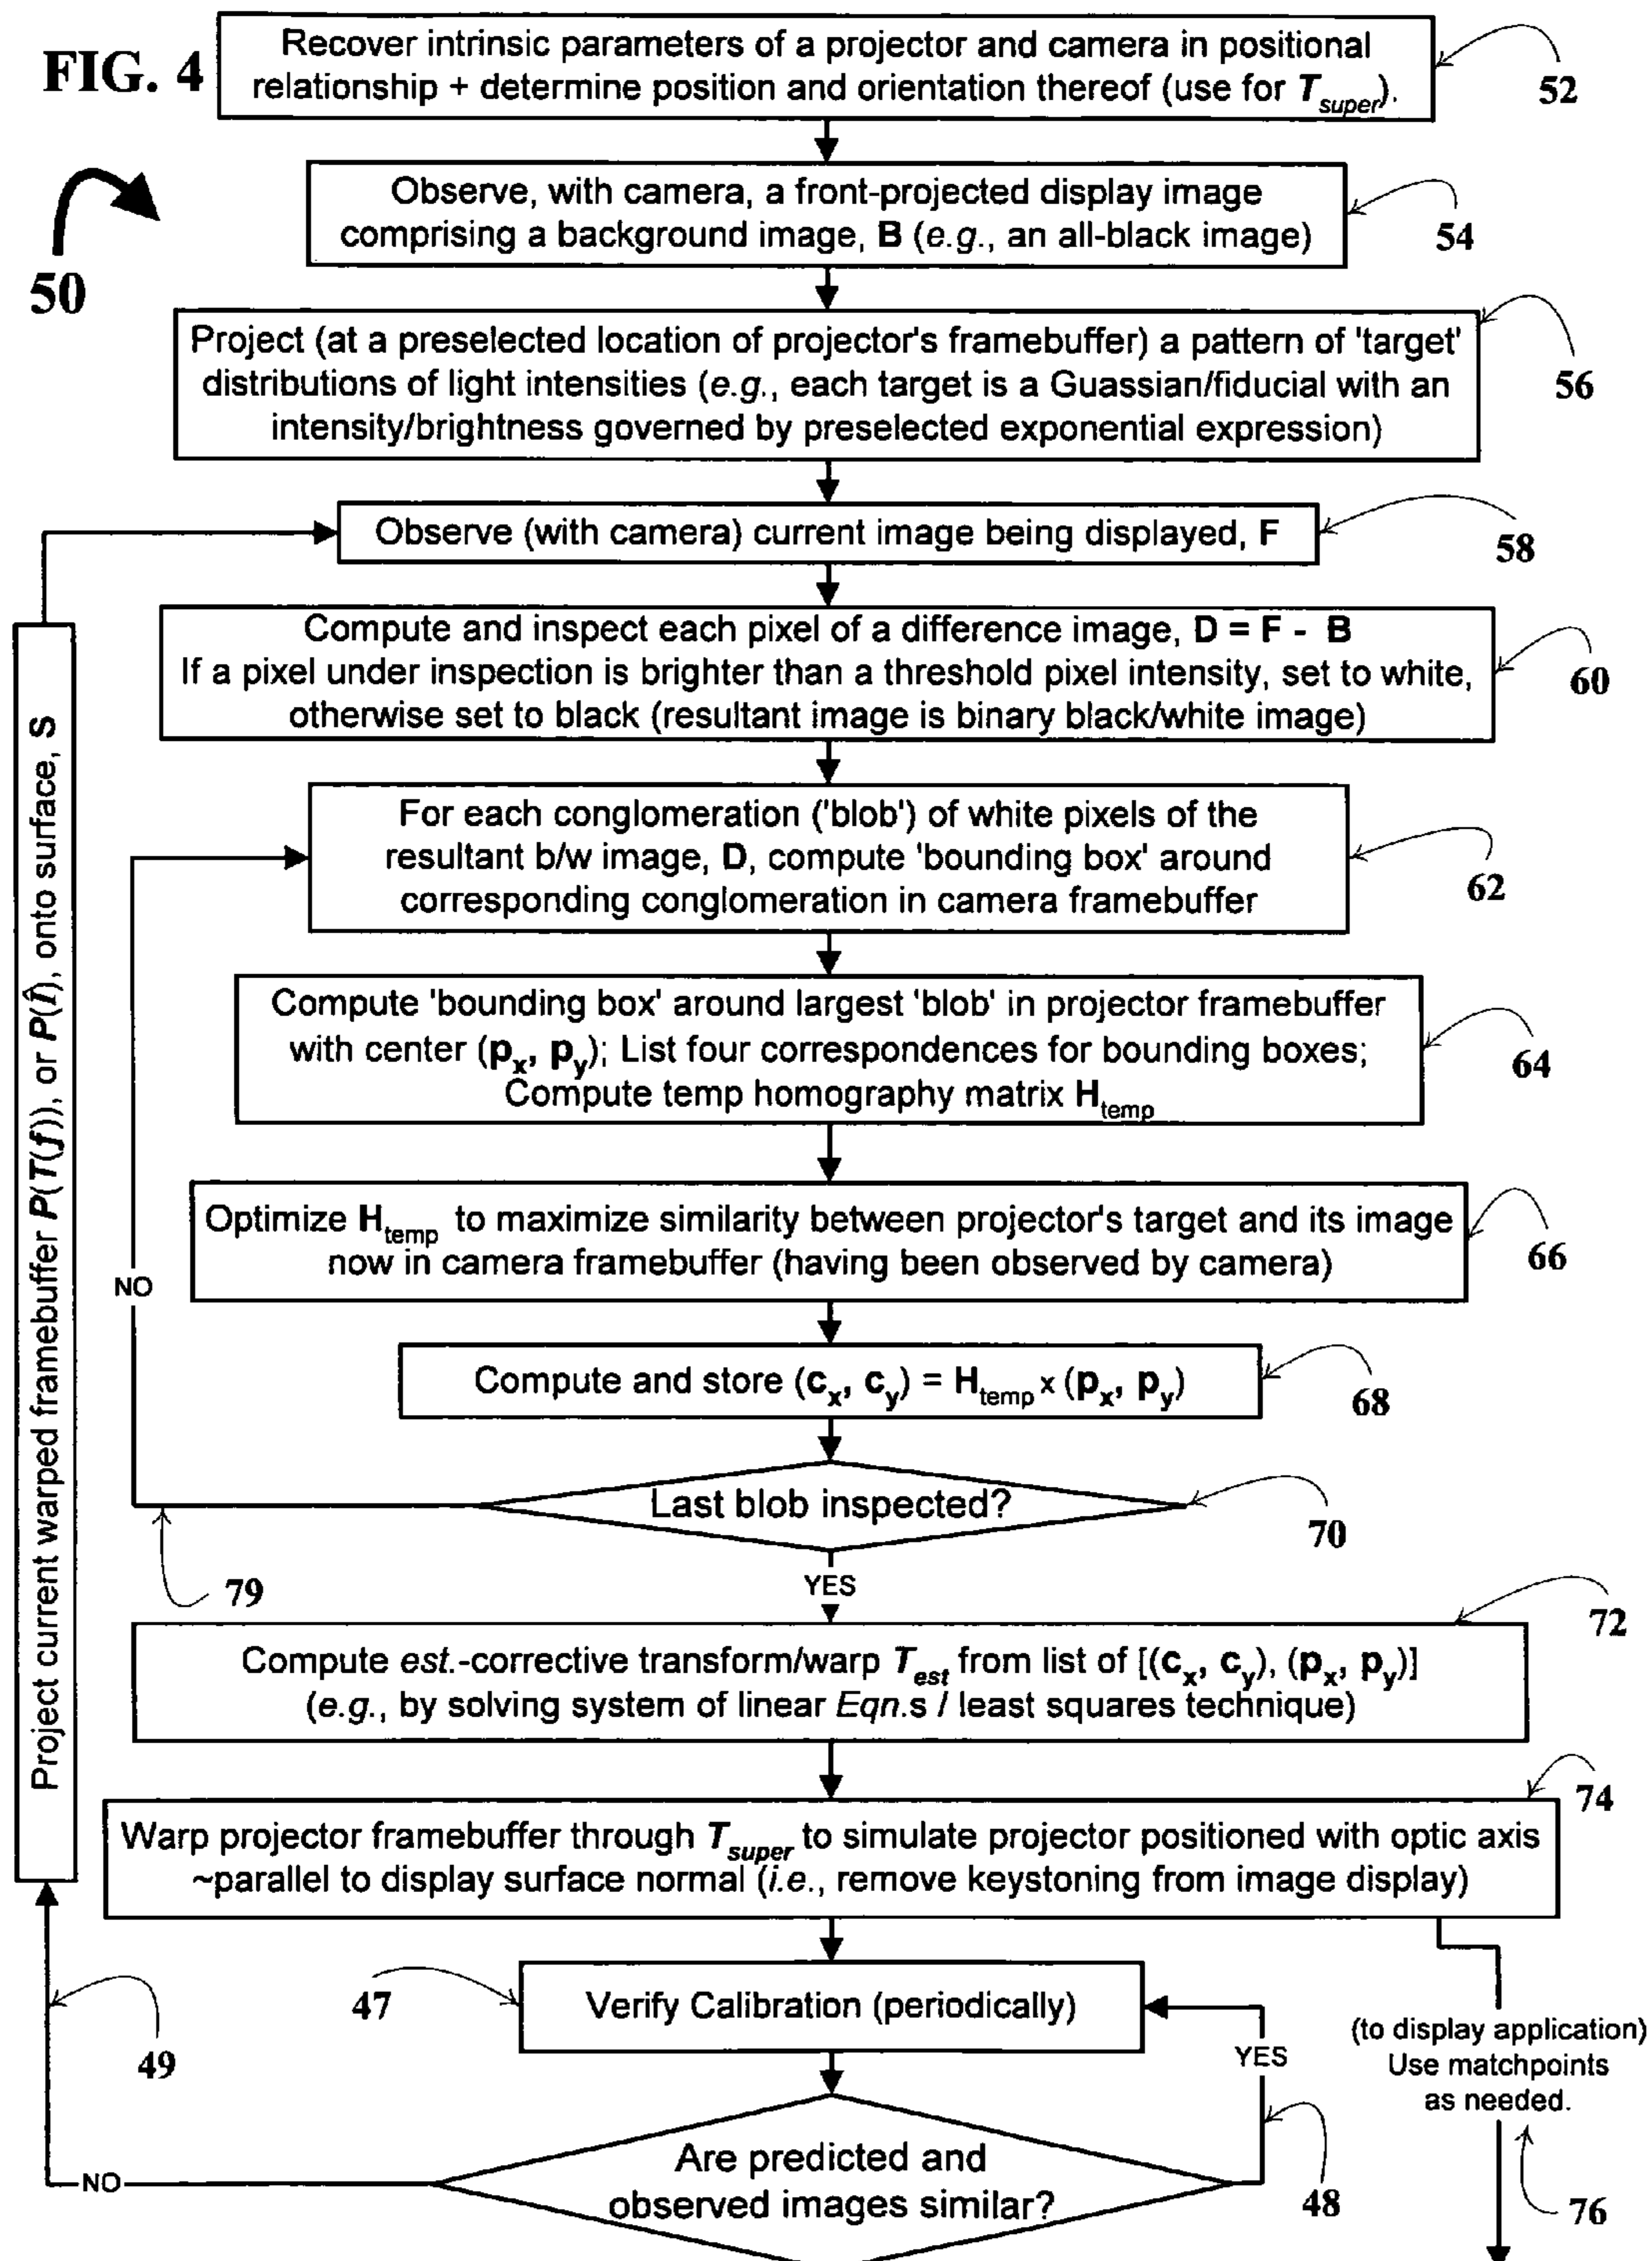 FIG. 4
Recover intrinsic parameters of a projector and camera in positional
relationship + determine position and orientation thereof (use for T_super).
52
50
Observe, with camera, a front-projected display image
comprising a background image, B (e.g., an all-black image)
54
Project (at a preselected location of projector's framebuffer) a pattern of 'target'
distributions of light intensities (e.g., each target is a Guassian/fiducial with an
intensity/brightness governed by preselected exponential expression)
56
Observe (with camera) current image being displayed, F
58
Compute and inspect each pixel of a difference image, D = F - B
If a pixel under inspection is brighter than a threshold pixel intensity, set to white,
otherwise set to black (resultant image is binary black/white image)
60
For each conglomeration ('blob') of white pixels of the
resultant b/w image, D, compute 'bounding box' around
corresponding conglomeration in camera framebuffer
62
Compute 'bounding box' around largest 'blob' in projector framebuffer
with center (p_x, p_y); List four correspondences for bounding boxes;
Compute temp homography matrix H_temp
64
Optimize H_temp to maximize similarity between projector's target and its image
now in camera framebuffer (having been observed by camera)
66
Compute and store (c_x, c_y) = H_temp x (p_x, p_y)
68
Last blob inspected?
70
NO
79
YES
Compute est.-corrective transform/warp T_est from list of [(c_x, c_y), (p_x, p_y)]
(e.g., by solving system of linear Eqn.s / least squares technique)
72
Warp projector framebuffer through T_super to simulate projector positioned with optic axis
~parallel to display surface normal (i.e., remove keystoning from image display)
74
Project current warped framebuffer P(T(f)), or P(Î), onto surface, S
47
Verify Calibration (periodically)
49
YES
48
(to display application)
Use matchpoints
as needed.
76
Are predicted and
observed images similar?
NO